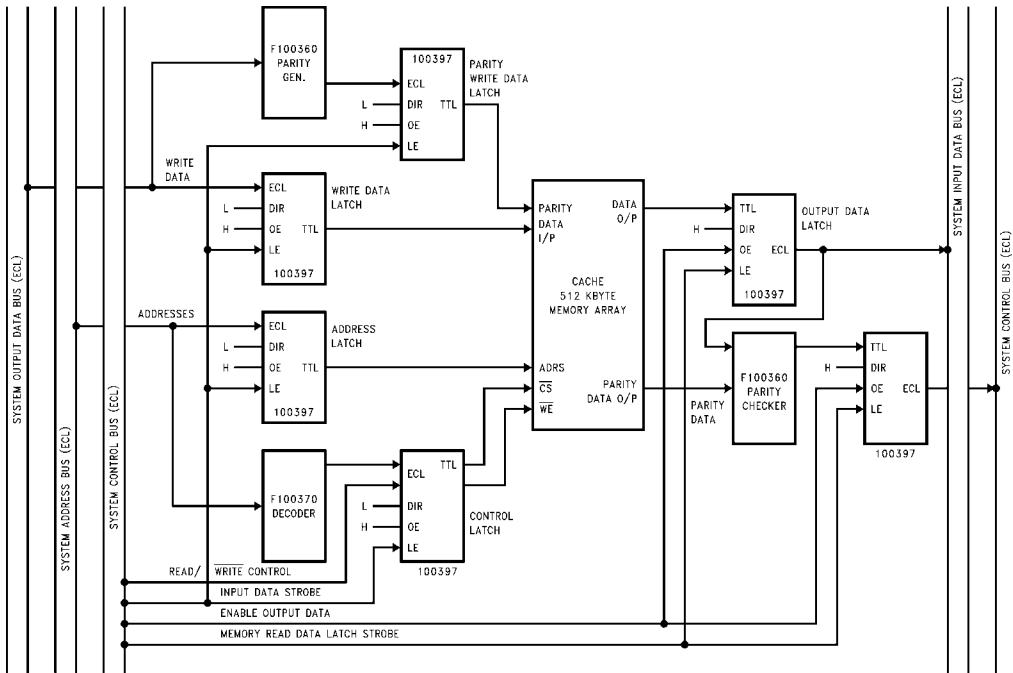 SYSTEM OUTPUT DATA BUS (ECL)
SYSTEM ADDRESS BUS (ECL)
SYSTEM CONTROL BUS (ECL)
F100360
PARITY
GEN.
100397
ECL
DIR
TTL
OE
LE
L
H
PARITY
WRITE DATA
LATCH
WRITE
DATA
ECL
DIR
OE
TTL
LE
100397
L
H
WRITE DATA
LATCH
ADDRESSES
ECL
DIR
OE
TTL
LE
100397
L
H
ADDRESS
LATCH
F100370
DECODER
TTL
ECL
DIR
OE
LE
100397
L
H
CONTROL
LATCH
READ/ WRITE CONTROL
INPUT DATA STROBE
ENABLE OUTPUT DATA
MEMORY READ DATA LATCH STROBE
PARITY
DATA
I/P
DATA
O/P
CACHE
512 KBYTE
MEMORY ARRAY
ADRS
CS
WE
PARITY
DATA O/P
TTL
DIR
OE
ECL
LE
100397
H
OUTPUT DATA
LATCH
PARITY
DATA
F100360
PARITY
CHECKER
TTL
DIR
OE
ECL
LE
100397
H
SYSTEM INPUT DATA BUS (ECL)
SYSTEM CONTROL BUS (ECL)